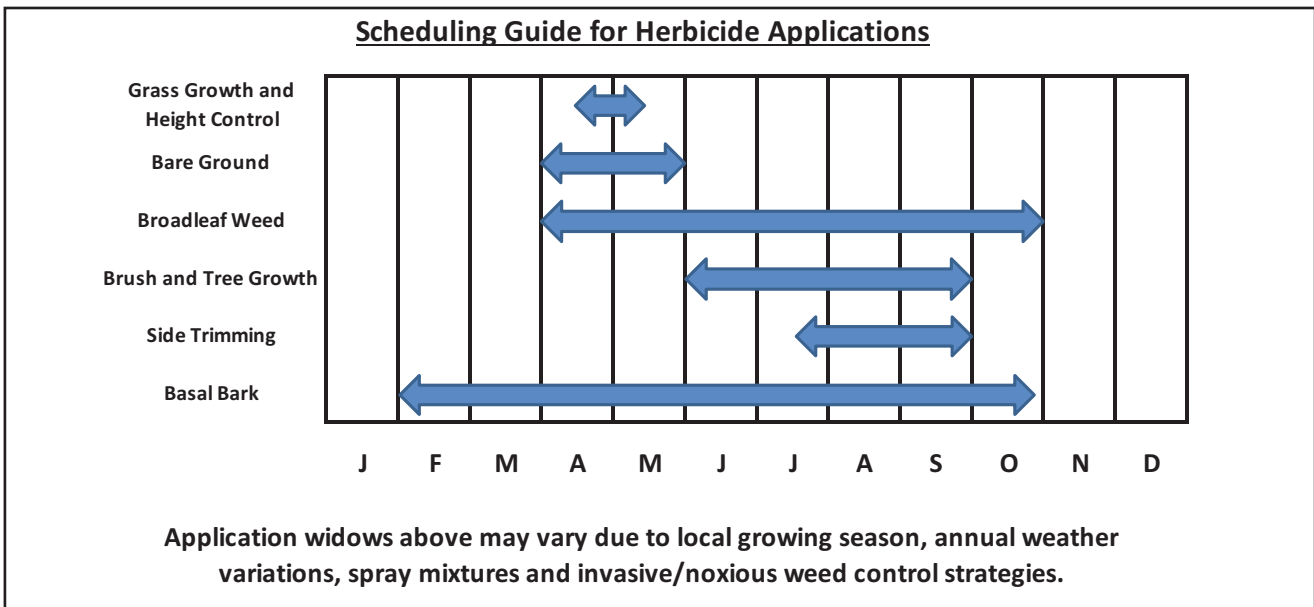 Scheduling Guide for Herbicide Applications
Grass Growth and
Height Control
Bare Ground
Broadleaf Weed
Brush and Tree Growth
Side Trimming
Basal Bark
J F M A M J J A S O N D
Application widows above may vary due to local growing season, annual weather
variations, spray mixtures and invasive/noxious weed control strategies.